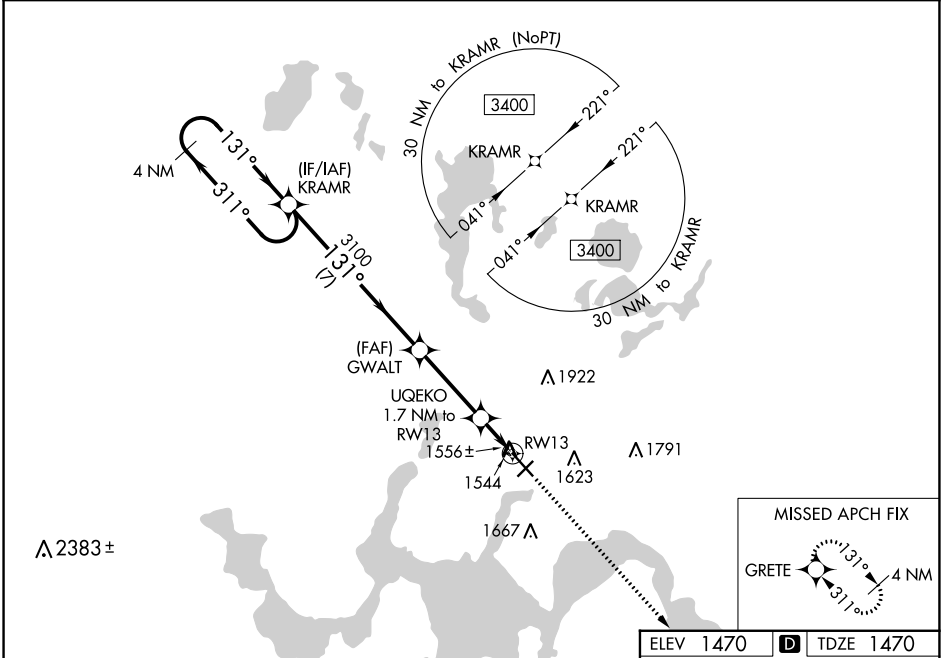 30 NM to KRAMR (NoPT)
3400
221°
KRAMR
041°
221°
KRAMR
041°
3400
30 NM to KRAMR
131°
4 NM
311°
(IF/IAF)
KRAMR
3100
131°
(7)
(FAF)
GWALT
UQEKO
1.7 NM to
RW13
1922
RW13
1556±
1544
1623
1791
1667
2383±
MISSED APCH FIX
GRETE
131°
4 NM
311°
ELEV 1470 D TDZE 1470